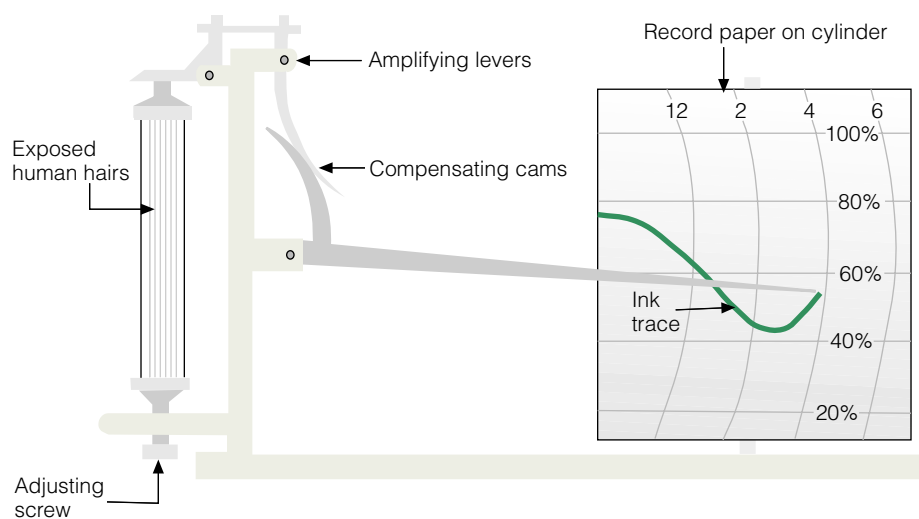 Record paper on cylinder
Amplifying levers
12 2 4 6
100%
Exposed
human hairs
Compensating cams
80%
60%
Ink
trace
40%
20%
Adjusting
screw